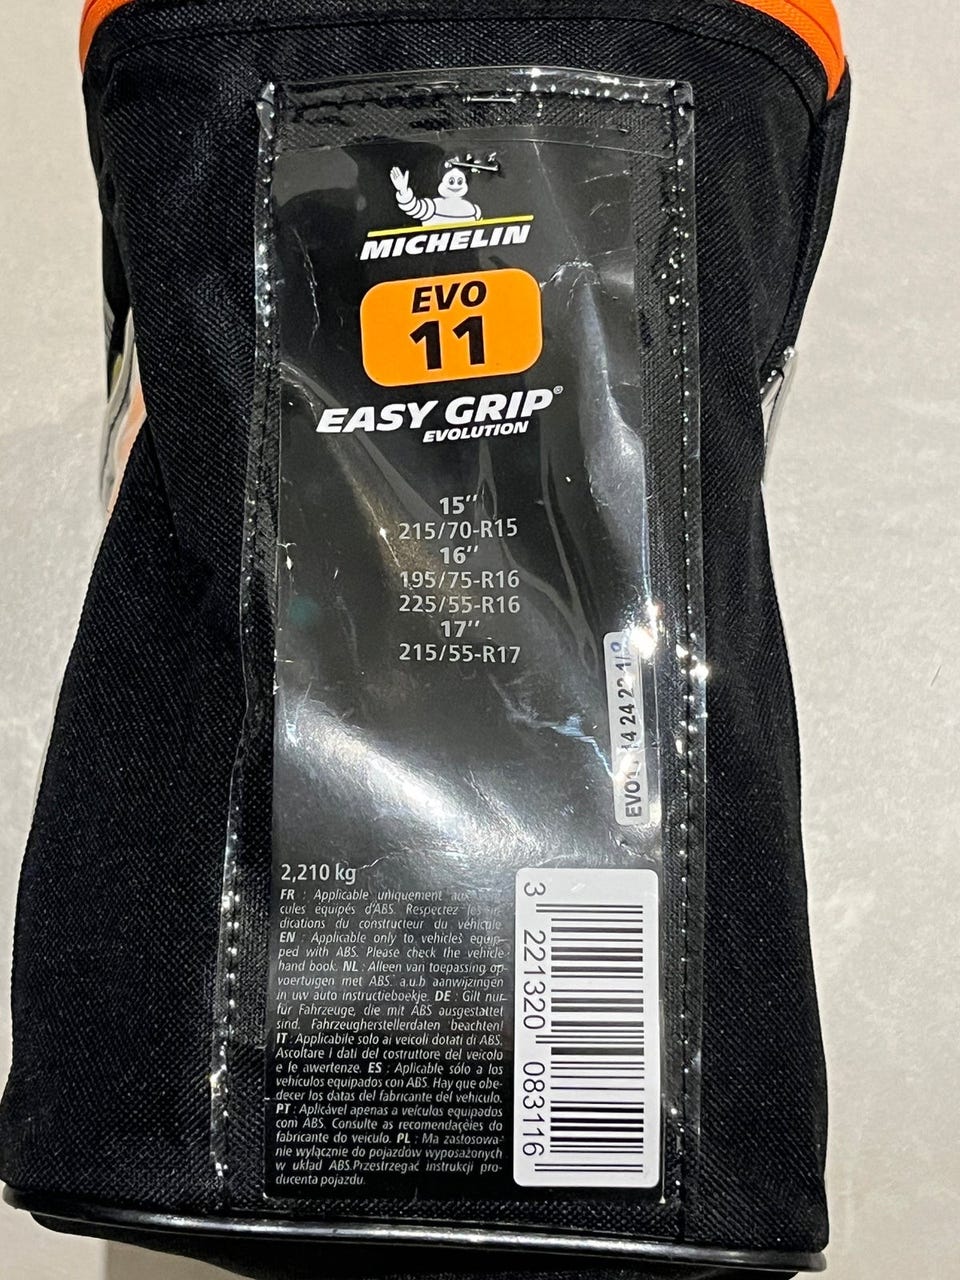 MICHELIN
EVO
11
EASY GRIP®
EVOLUTION
15"
215/70-R15
16"
195/75-R16
225/55-R16
17"
215/55-R17
2,210 kg
FR : Applicable uniquement
cules équipés d'ABS. Respectez
dications du constructeur du véhicule
EN : Applicable only to vehicles equip-
ped with ABS. Please check the vehicle
hand book. NL : Alleen van toepassing op
voertuigen met ABS. a.u.b aanwijzingen
in uw auto instructieboekje. DE : Gilt nur
für Fahrzeuge, die mit ABS ausgestattet
sind. Fahrzeugherstellerdaten beachten!
IT : Applicabile solo ai veicoli dotati di ABS.
Ascoltare i dati del costruttore del veicolo
e le awertenze. ES : Aplicable sólo a los
vehículos equipados con ABS. Hay que obe-
decer los datos del fabricante del vehículo.
PT : Aplicável apenas a veículos equipados
com ABS. Consulte as recomendações do
fabricante do veículo. PL : Ma zastosowa-
nie wyłącznie do pojazdów wyposażonych
w układ ABS.Przestrzegać instrukcji pro-
ducenta pojazdu.
3 221320 083116